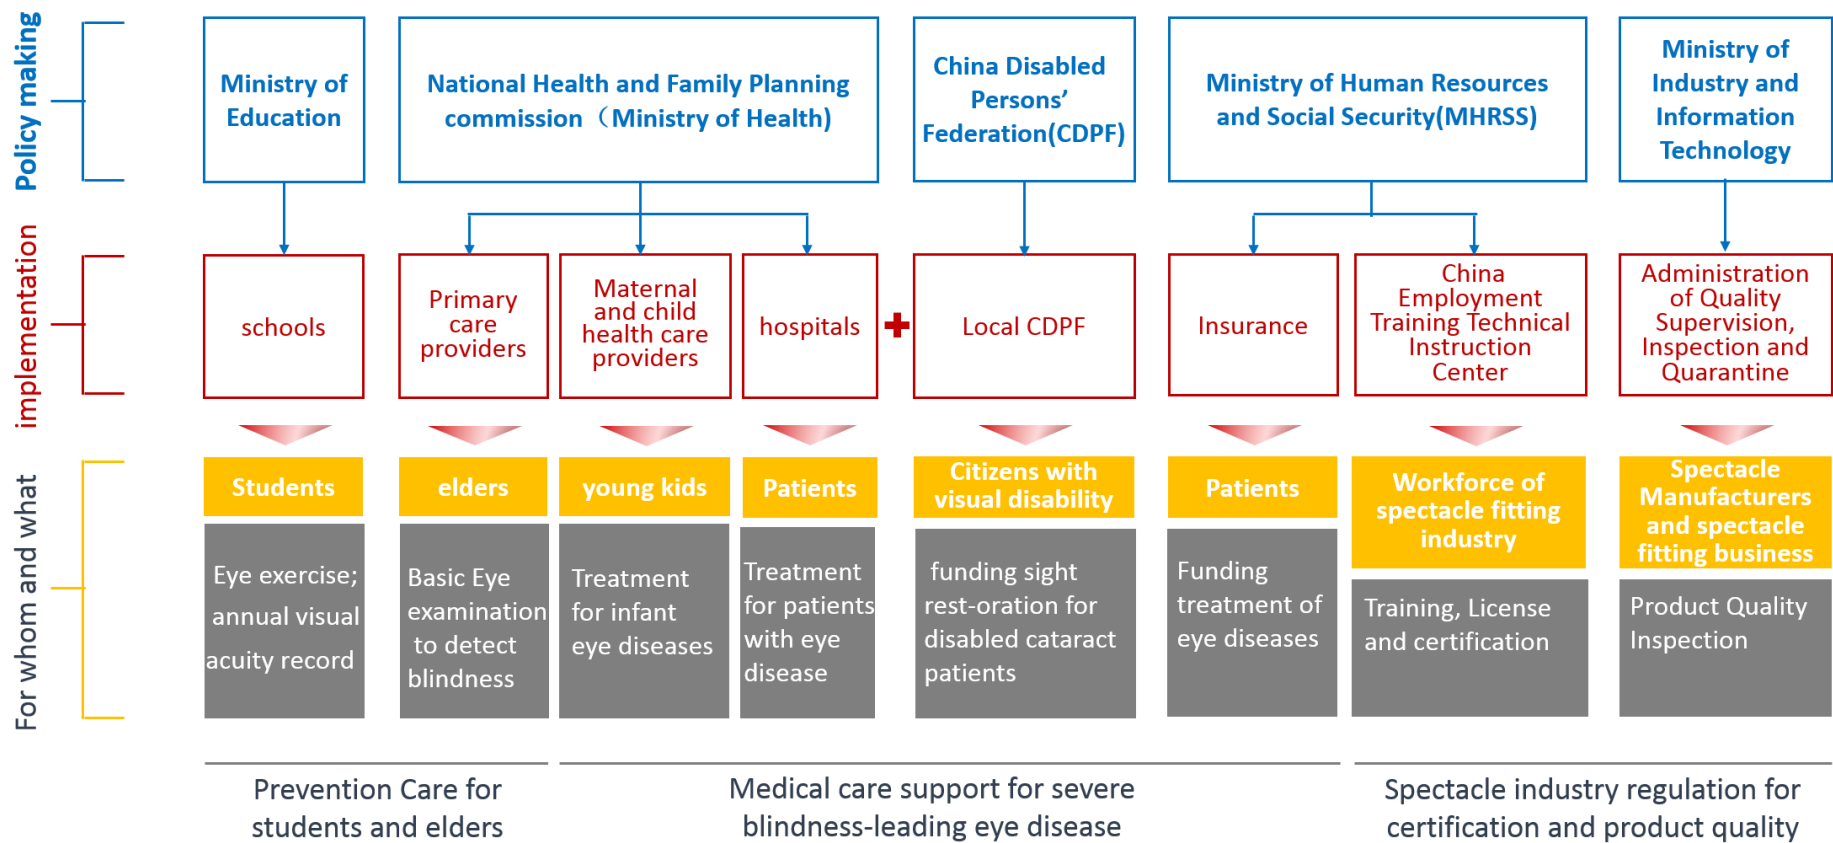 Policy making
Ministry of
Education
National Health and Family Planning
commission（Ministry of Health)
China Disabled
Persons’
Federation(CDPF)
Ministry of Human Resources
and Social Security(MHRSS)
Ministry of
Industry and
Information
Technology
implementation
schools
Primary
care
providers
Maternal
and child
health care
providers
hospitals
Local CDPF
Insurance
China
Employment
Training Technical
Instruction
Center
Administration
of Quality
Supervision,
Inspection and
Quarantine
For whom and what
Students
elders
young kids
Patients
Citizens with
visual disability
Patients
Workforce of
spectacle fitting
industry
Spectacle
Manufacturers
and spectacle
fitting business
Eye exercise;
annual visual
acuity record
Basic Eye
examination
to detect
blindness
Treatment
for infant
eye diseases
Treatment
for patients
with eye
disease
funding sight
rest-oration for
disabled cataract
patients
Funding
treatment of
eye diseases
Training, License
and certification
Product Quality
Inspection
Prevention Care for
students and elders
Medical care support for severe
blindness-leading eye disease
Spectacle industry regulation for
certification and product quality